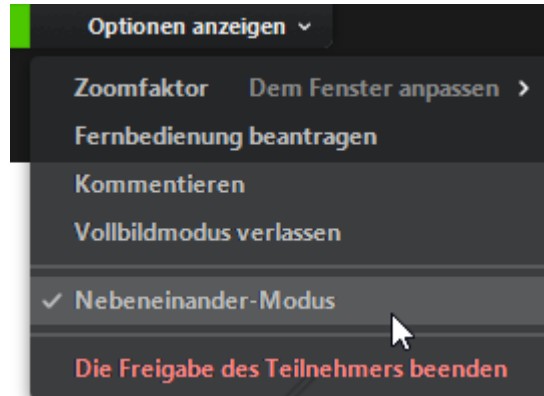 Optionen anzeigen
Zoomfaktor Dem Fenster anpassen
Fernbedienung beantragen
Kommentieren
Vollbildmodus verlassen
Nebeneinander-Modus
Die Freigabe des Teilnehmers beenden